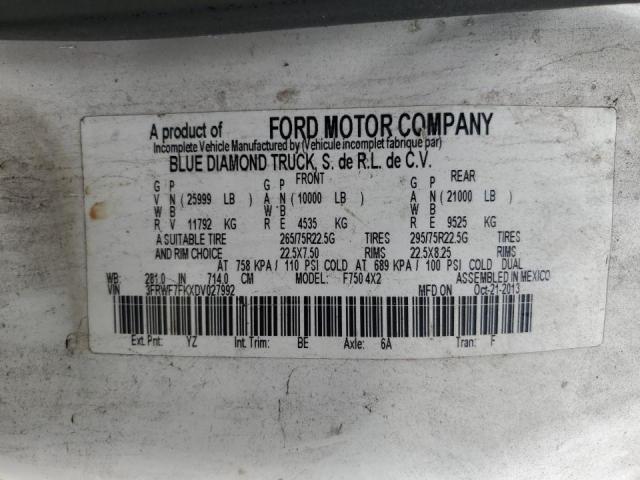 A product of FORD MOTOR COMPANY
Incomplete Vehicle Manufactured by (Vehicule incomplet fabrique par)
BLUE DIAMOND TRUCK, S. de R.L. de C.V.
FRONT REAR
G P G P G P
V N (25999 LB) A N (10000 LB) A N (21000 LB)
W B W B W B
R V 11792 KG R E 4535 KG R E 9525 KG
A SUITABLE TIRE 265/75R22.5G TIRES 295/75R22.5G TIRES
AND RIM CHOICE 22.5X7.50 RIMS 22.5X8.25 RIMS
AT 758 KPA/ 110 PSI COLD AT 689 KPA/ 100 PSI COLD DUAL
WB: 281.0 IN 714.0 CM MODEL: F750 4X2 ASSEMBLED IN MEXICO
VIN 3FRWF7FKXDV027992 MFD ON: Oct-21-2013
Ext. Pnt: YZ Int. Trim: BE Axle: 6A Tran: F